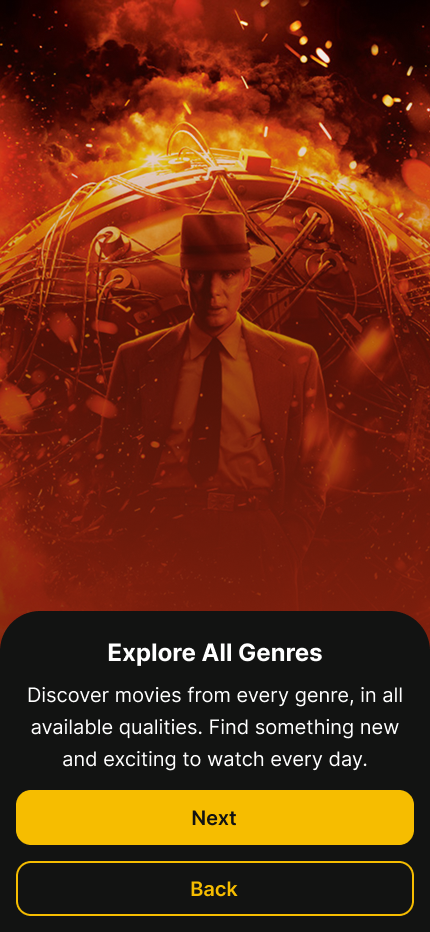 Explore All Genres
Discover movies from every genre, in all
available qualities. Find something new
and exciting to watch every day.
Next
Back